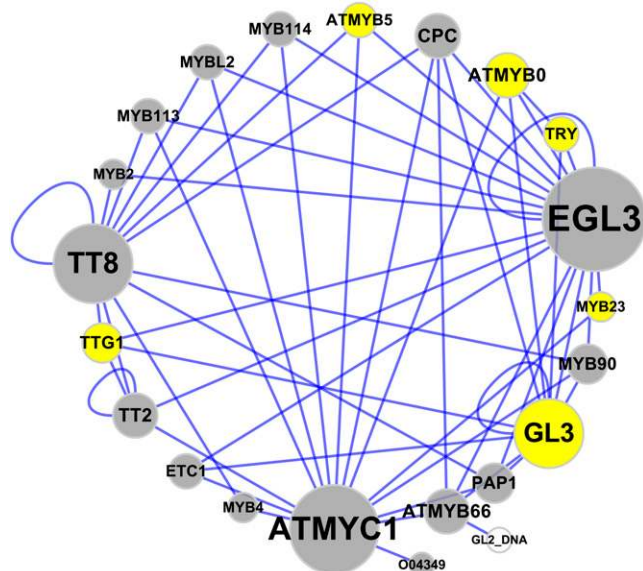 ATMYB5
MYB114
CPC
MYBL2
ATMYB0
MYB113
TRY
MYB2
EGL3
TT8
MYB23
TTG1
MYB90
TT2
GL3
ETC1
PAP1
MYB4
ATMYB66
ATMYC1
GL2_DNA
O04349